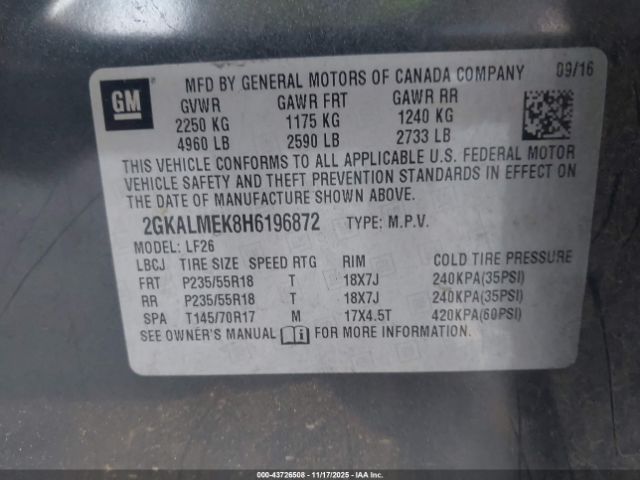 GM
MFD BY GENERAL MOTORS OF CANADA COMPANY 09/16
GVWR GAWR FRT GAWR RR
2250 KG 1175 KG 1240 KG
4960 LB 2590 LB 2733 LB
THIS VEHICLE CONFORMS TO ALL APPLICABLE U.S. FEDERAL MOTOR
VEHICLE SAFETY AND THEFT PREVENTION STANDARDS IN EFFECT ON
THE DATE OF MANUFACTURE SHOWN ABOVE.
2GKALMEK8H6196872 TYPE: M.P.V.
MODEL: LF26
LBCJ TIRE SIZE SPEED RTG RIM COLD TIRE PRESSURE
FRT P235/55R18 T 18X7J 240KPA(35PSI)
RR P235/55R18 T 18X7J 240KPA(35PSI)
SPA T145/70R17 M 17X4.5T 420KPA(60PSI)
SEE OWNER'S MANUAL i FOR MORE INFORMATION.
00-43726508 - 11/17/2025 - IAAI.com